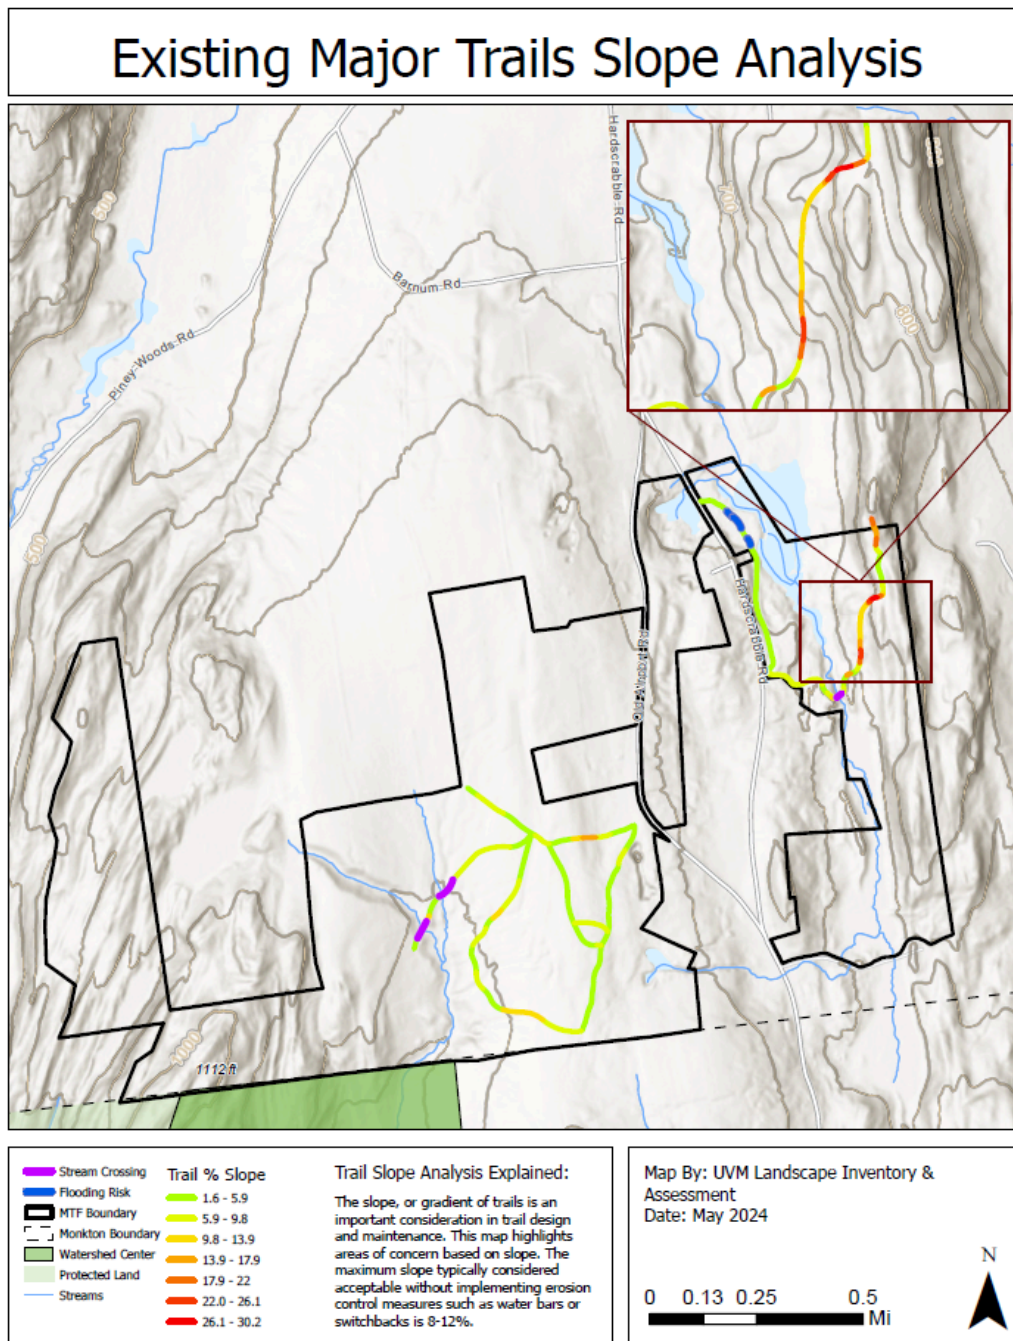 Existing Major Trails Slope Analysis
Hardscrabble-Rd
700
600
500
Barnum Rd
Piney-Woods-Rd
500
Hardscrabble-Rd
1000
1112 ft
Stream Crossing
Flooding Risk
MTF Boundary
Monkton Boundary
Watershed Center
Protected Land
Streams
Trail % Slope
1.6 - 5.9
5.9 - 9.8
9.8 - 13.9
13.9 - 17.9
17.9 - 22
22.0 - 26.1
26.1 - 30.2
Trail Slope Analysis Explained:
The slope, or gradient of trails is an
important consideration in trail design
and maintenance. This map highlights
areas of concern based on slope. The
maximum slope typically considered
acceptable without implementing erosion
control measures such as water bars or
switchbacks is 8-12%.
Map By: UVM Landscape Inventory &
Assessment
Date: May 2024
N
0 0.13 0.25 0.5
Mi